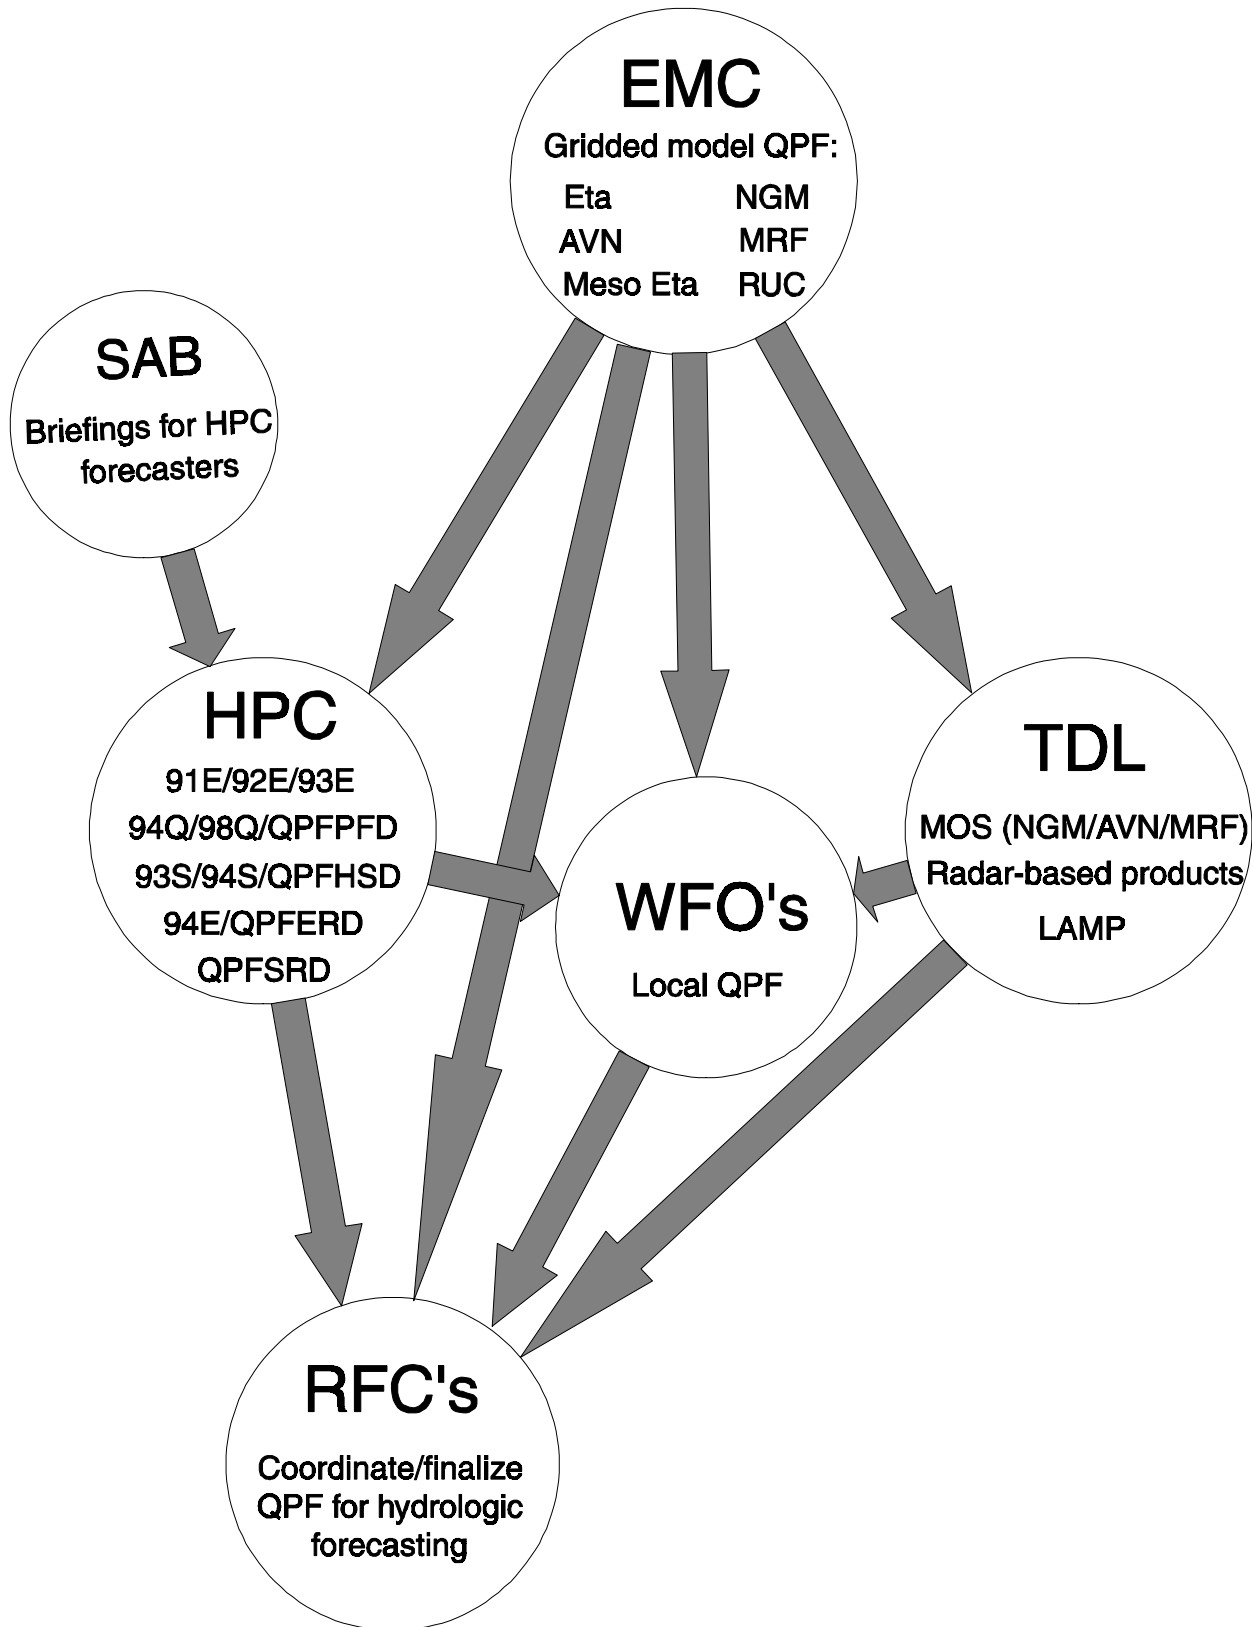 EMC
Gridded model QPF:
Eta NGM
AVN MRF
Meso Eta RUC
SAB
Briefings for HPC
forecasters
HPC
91E/92E/93E
94Q/98Q/QPFPFD
93S/94S/QPFHSD
94E/QPFERD
QPFSRD
WFO's
Local QPF
TDL
MOS (NGM/AVN/MRF)
Radar-based products
LAMP
RFC's
Coordinate/finalize
QPF for hydrologic
forecasting